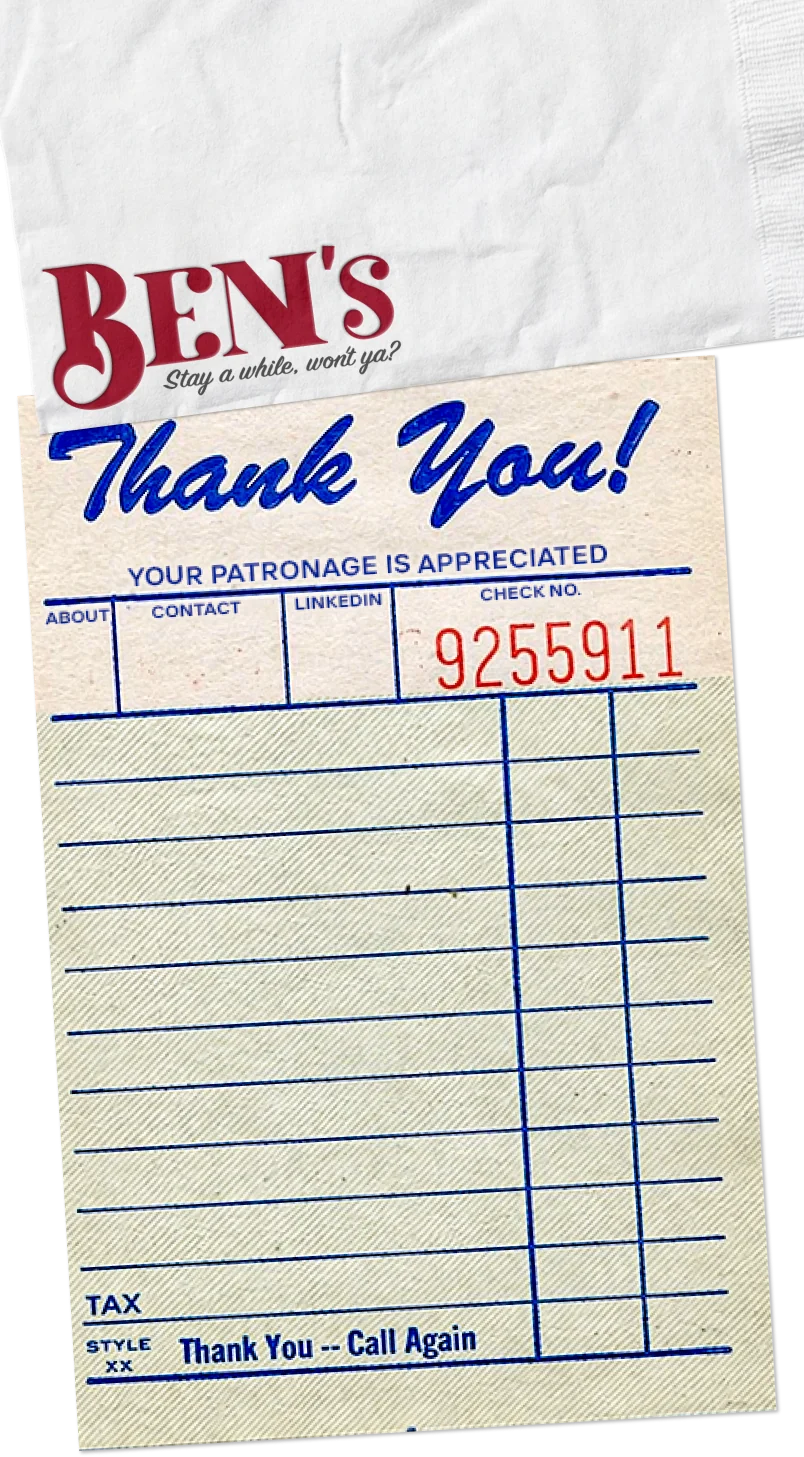 BEN'S
Stay a while, won't ya?
Thank You!
YOUR PATRONAGE IS APPRECIATED
ABOUT CONTACT LINKEDIN CHECK NO.
9255911
TAX
STYLE XX
Thank You -- Call Again